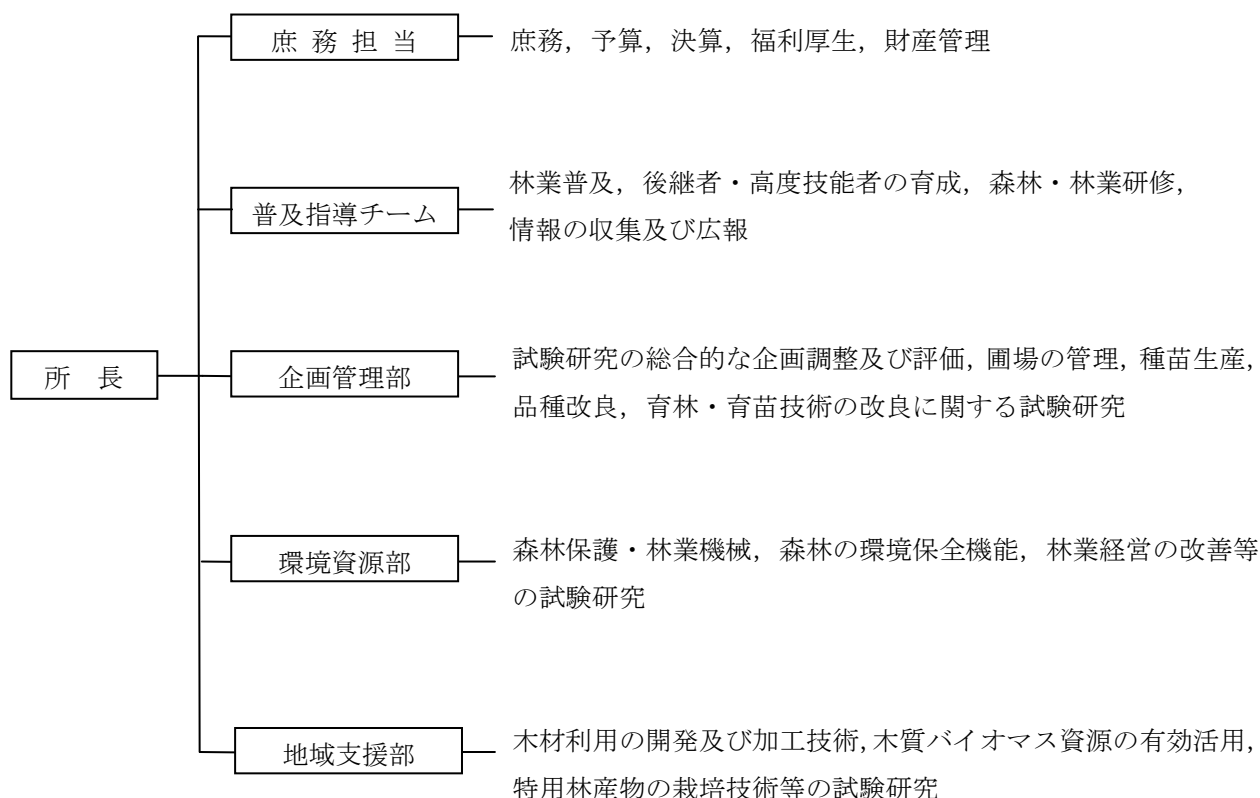 庶 務 担 当
庶務，予算，決算，福利厚生，財産管理
普及指導チーム
林業普及，後継者・高度技能者の育成，森林・林業研修，
情報の収集及び広報
所 長
企画管理部
試験研究の総合的な企画調整及び評価，圃場の管理，種苗生産，
品種改良，育林・育苗技術の改良に関する試験研究
環境資源部
森林保護・林業機械，森林の環境保全機能，林業経営の改善等
の試験研究
地域支援部
木材利用の開発及び加工技術，木質バイオマス資源の有効活用，
特用林産物の栽培技術等の試験研究